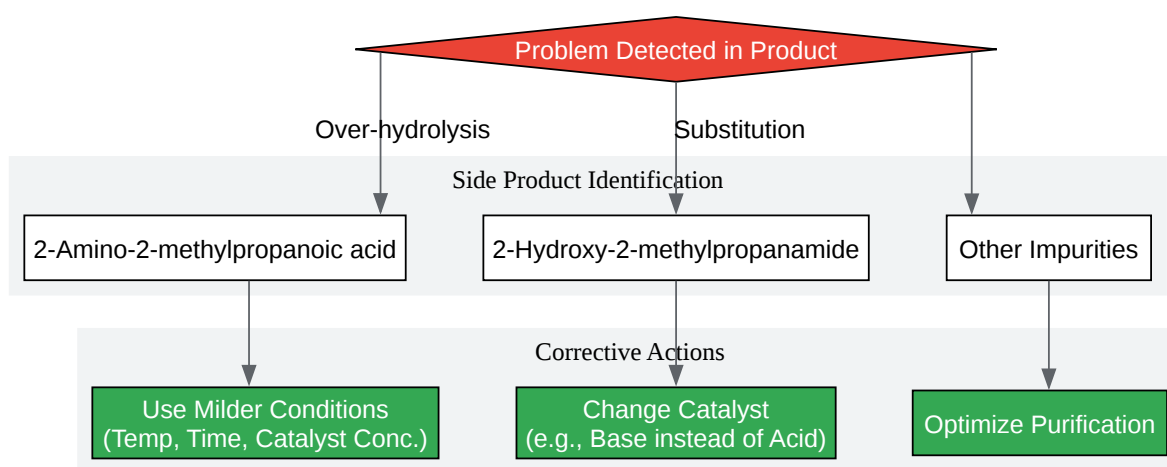 Problem Detected in Product
Over-hydrolysis
Substitution
Side Product Identification
2-Amino-2-methylpropanoic acid
2-Hydroxy-2-methylpropanamide
Other Impurities
Corrective Actions
Use Milder Conditions
(Temp, Time, Catalyst Conc.)
Change Catalyst
(e.g., Base instead of Acid)
Optimize Purification